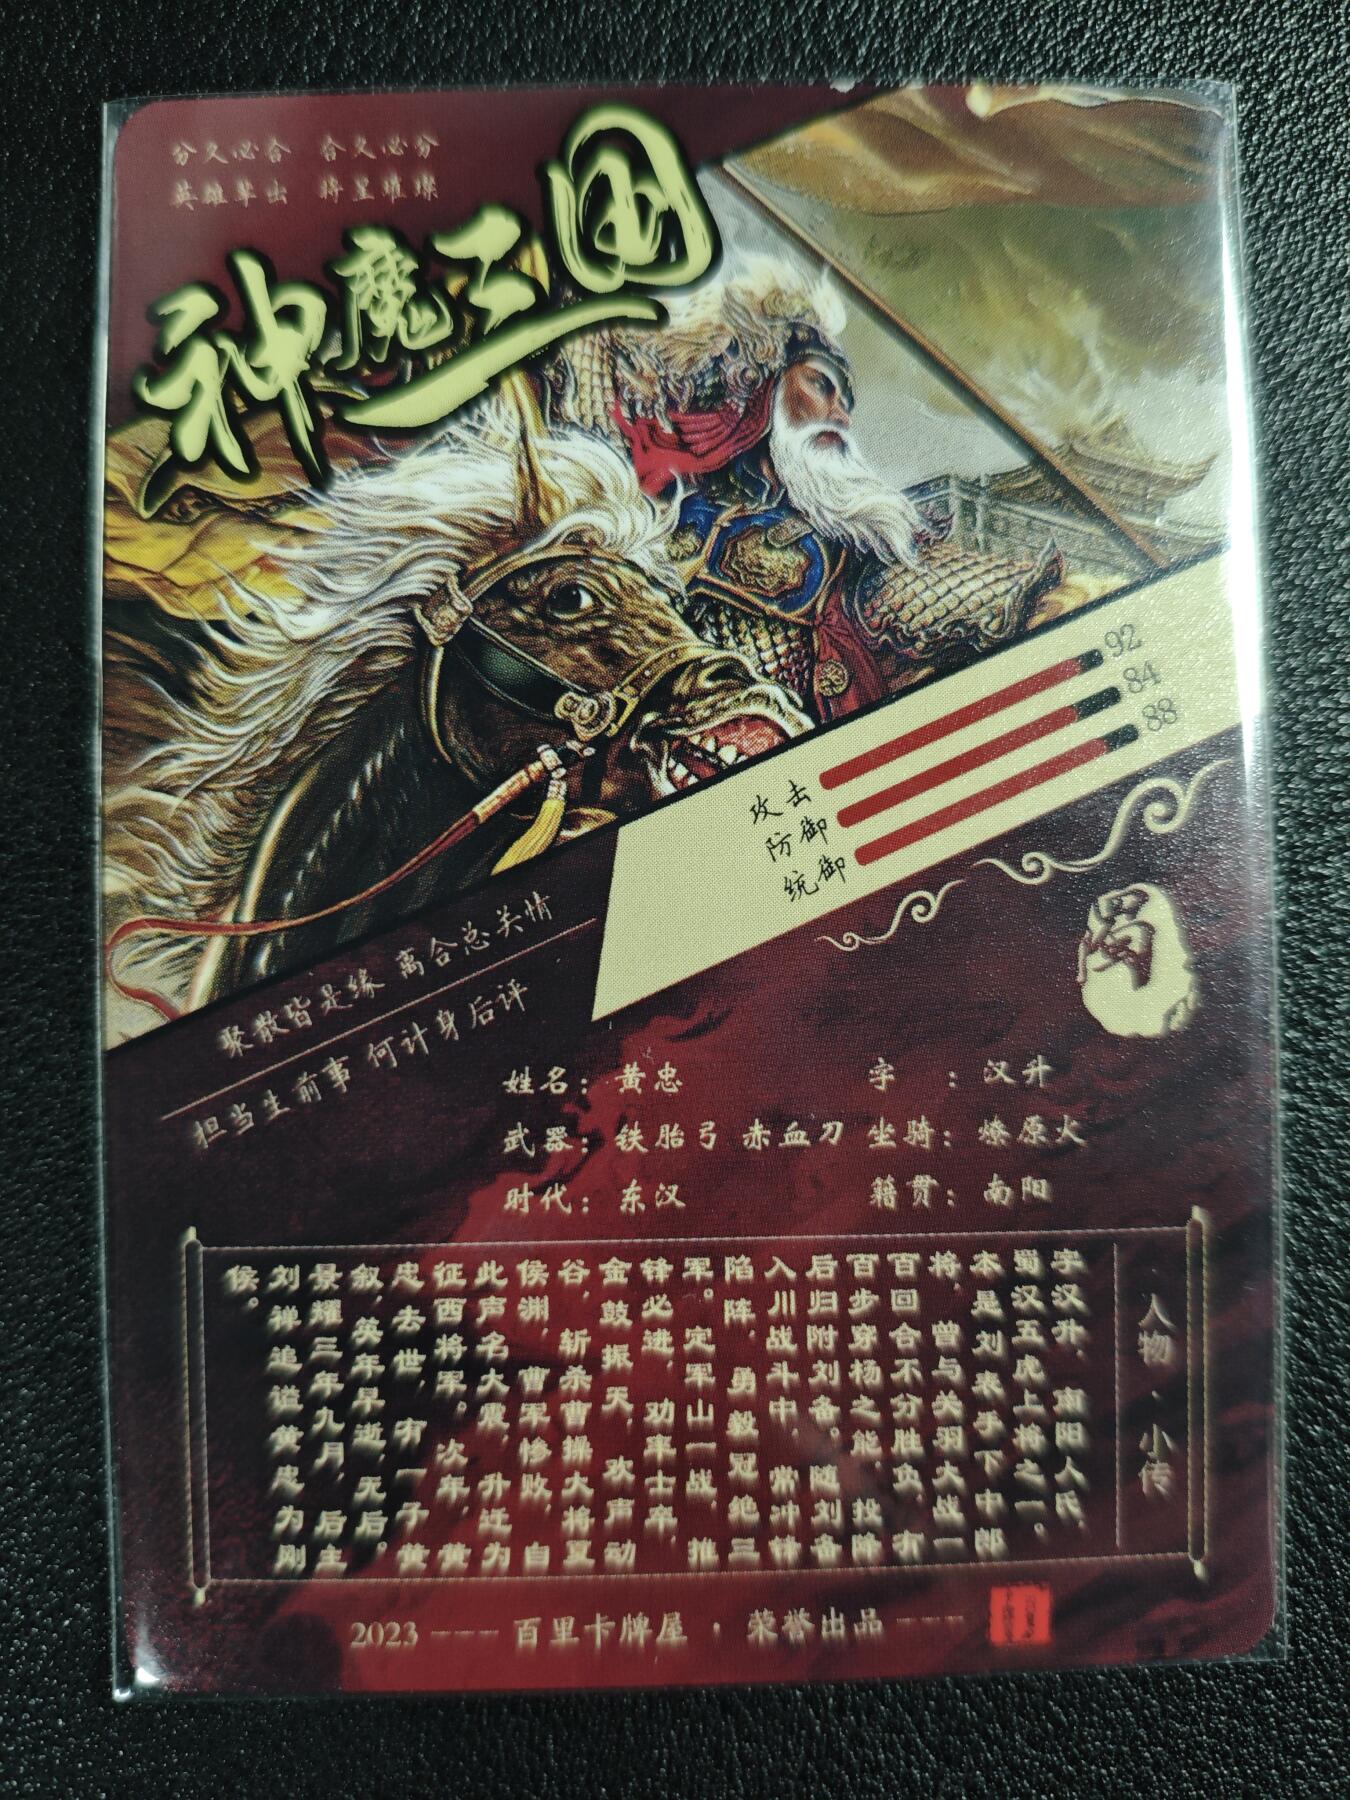 分久必合 合久必分
英雄辈出 将星璀璨
神魔三国
攻击 92
防御 84
统御 88
蜀
聚散皆是缘 离合总关情
担当生前事 何计身后评
姓名：黄忠 字：汉升
武器：铁胎弓 赤血刀 坐骑：燎原火
时代：东汉 籍贯：南阳
人物·小传
字汉升，南阳人氏，
蜀汉五虎上将之一。
本是刘表手下中郎
将，曾与关羽大战一
百回合不分胜负，有
百步穿杨之能，投降
后归附刘备。随刘备
入川战斗中，常冲锋
陷阵，勇毅冠绝三
军。定军山一战，推
锋必进，劝率士卒，
金鼓振天，欢声动
谷，斩杀曹操大将夏
侯渊，曹军惨败，自
此声名大震，升迁为
征西将军。次年，黄
忠去世，有一子黄
叙，英年早逝，无后。
景耀三年九月，后主
刘禅追谥黄忠为刚
侯。
2023 --- 百里卡牌屋 · 荣誉出品 ---